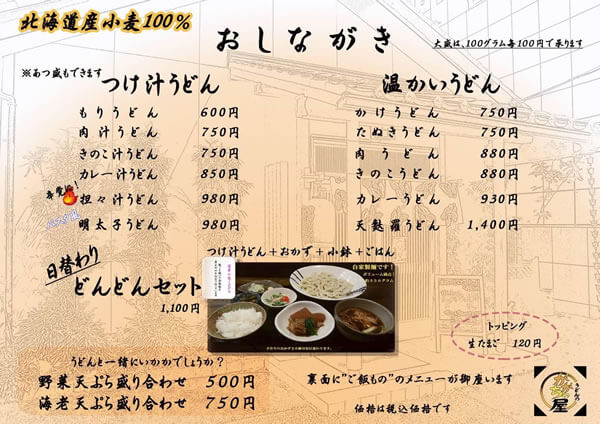 北海道産小麦100%
おしながき
大盛は、100グラム毎100円で承ります
※あつ盛もできます
つけ汁うどん
もりうどん 600円
肉汁うどん 750円
きのこ汁うどん 750円
カレー汁うどん 850円
担々汁うどん 980円
明太子うどん 980円
温かいうどん
かけうどん 750円
たぬきうどん 750円
肉うどん 880円
きのこうどん 880円
カレーうどん 930円
天麩羅うどん 1,400円
日替わり
どんどんセット
1,100円
つけ汁うどん+おかず+小鉢+ごはん
自家製麺です!
トッピング
生たまご 120円
うどんと一緒にいかかでしょうか?
野菜天ぷら盛り合わせ 500円
海老天ぷら盛り合わせ 750円
裏面に"ご飯もの"のメニューが御座います
価格は税込価格です
屋